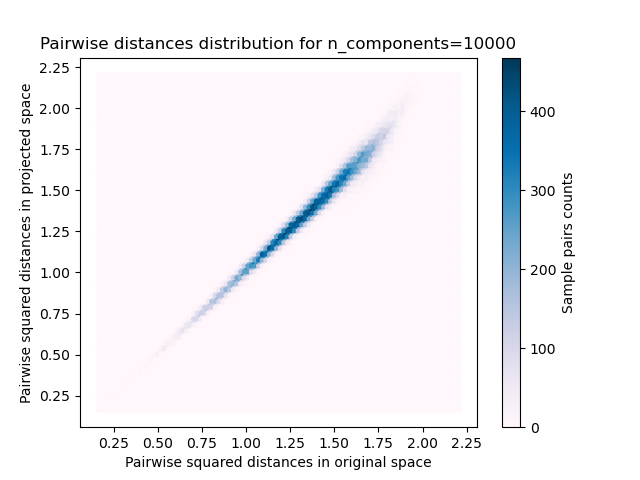 Pairwise distances distribution for n_components=10000
Pairwise squared distances in projected space
2.25
2.00
1.75
1.50
1.25
1.00
0.75
0.50
0.25
0.25 0.50 0.75 1.00 1.25 1.50 1.75 2.00 2.25
Pairwise squared distances in original space
400
300
200
100
0
Sample pairs counts